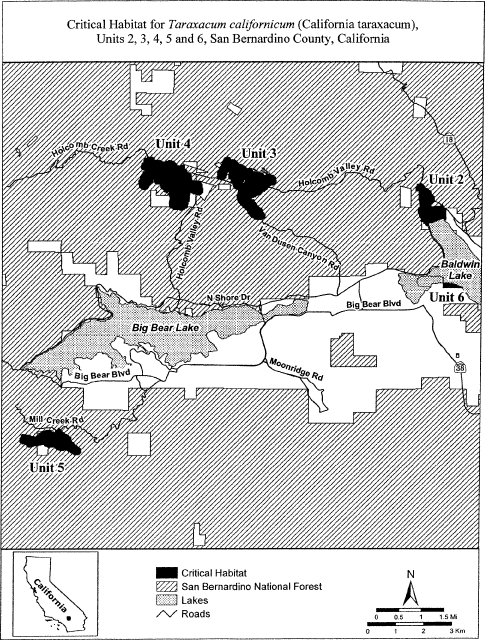 Critical Habitat for Taraxacum californicum (California taraxacum),
Units 2, 3, 4, 5 and 6, San Bernardino County, California
18
Unit 4
Unit 3
Holcomb Creek Rd
Holcomb Valley Rd
Unit 2
Holcomb Valley Rd
Van Dusen Canyon Rd
Baldwin
Lake
Unit 6
N Shore Dr
Big Bear Blvd
Big Bear Lake
Moonridge Rd
38
Big Bear Blvd
Mill Creek Rd
Unit 5
California
Critical Habitat
San Bernardino National Forest
Lakes
Roads
N
0 0.5 1 1.5 Mi
0 1 2 3 Km